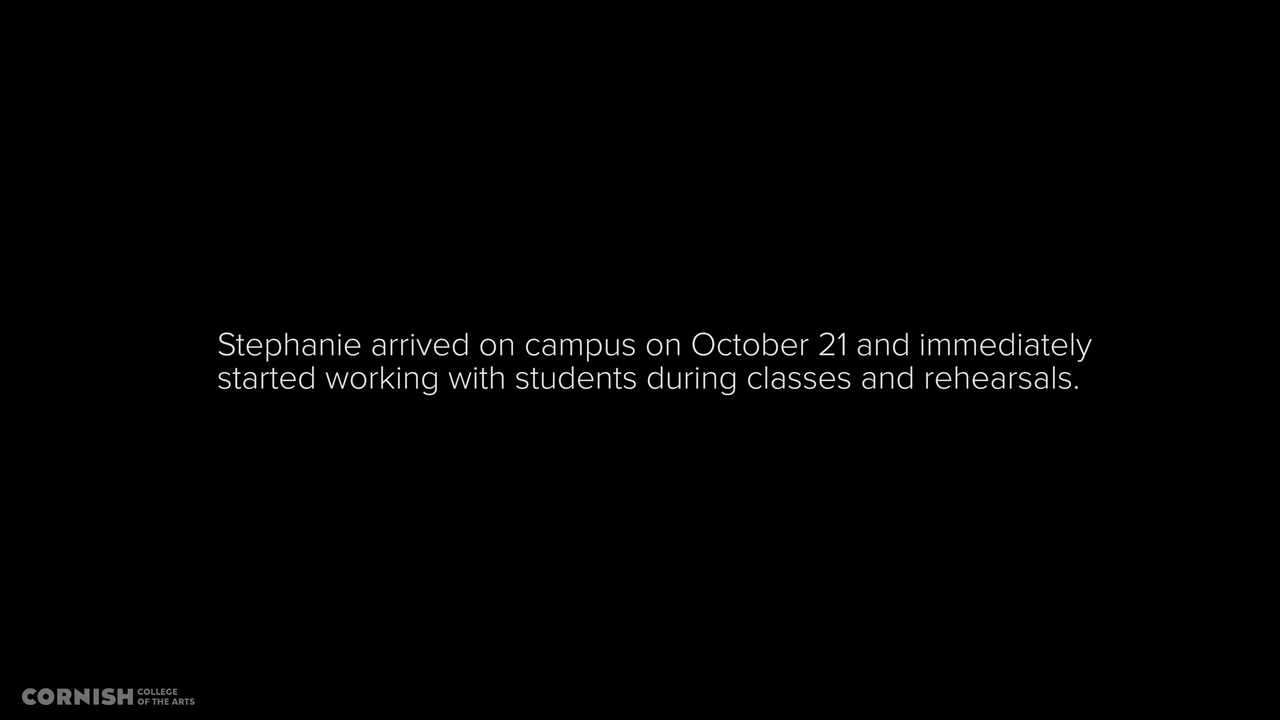 Stephanie arrived on campus on October 21 and immediately
started working with students during classes and rehearsals.
CORNISH COLLEGE
OF THE ARTS